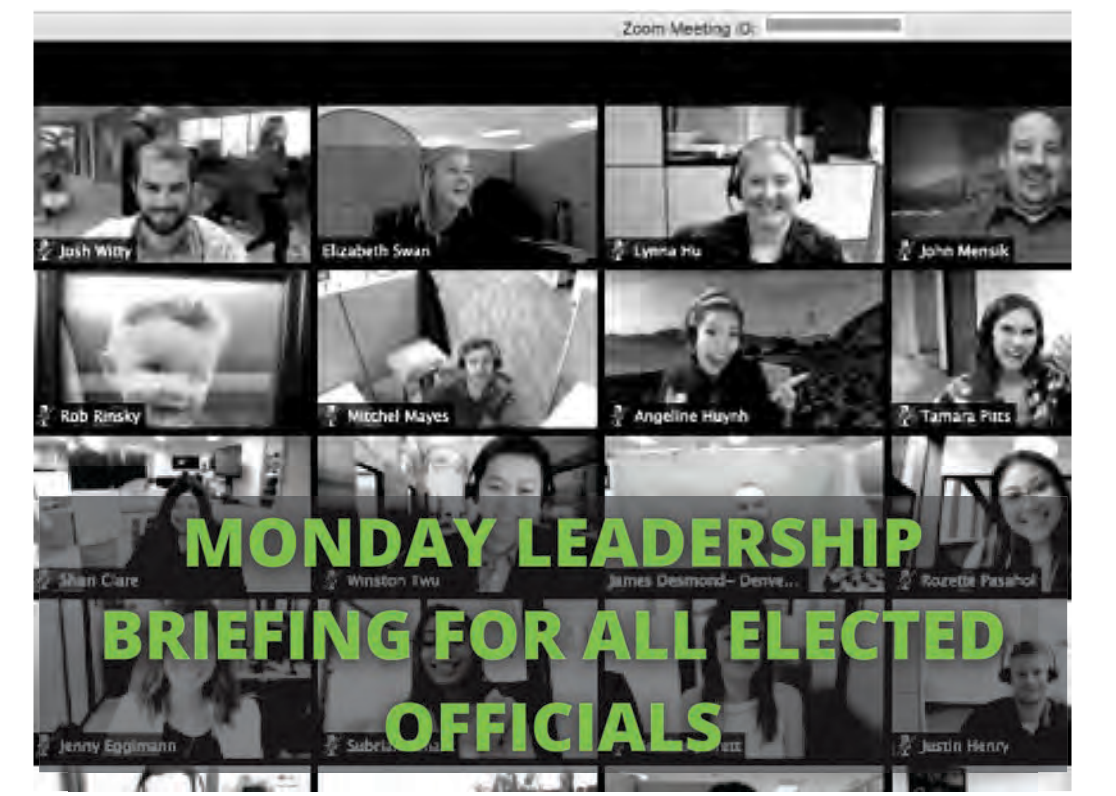 Zoom Meeting ID:
Josh Witty
Elizabeth Swan
Lynna Hu
John Mensik
Rob Rinsky
Mitchel Mayes
Angeline Huynh
Tamara Pitts
MONDAY LEADERSHIP
Shari Clare
Winston Twu
James Desmond- Denve...
Rozette Pasahol
BRIEFING FOR ALL ELECTED
OFFICIALS
Jenny Eggimann
Justin Henry